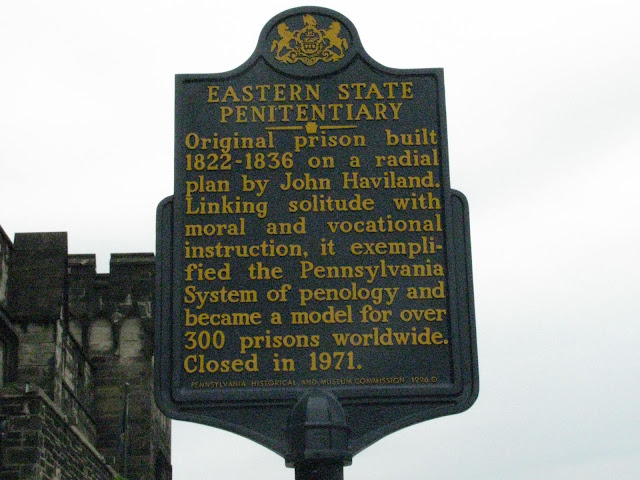 EASTERN STATE
PENITENTIARY
Original prison built
1822-1836 on a radial
plan by John Haviland.
Linking solitude with
moral and vocational
instruction, it exempli-
fied the Pennsylvania
System of penology and
became a model for over
300 prisons worldwide.
Closed in 1971.
PENNSYLVANIA HISTORICAL AND MUSEUM COMMISSION 1996